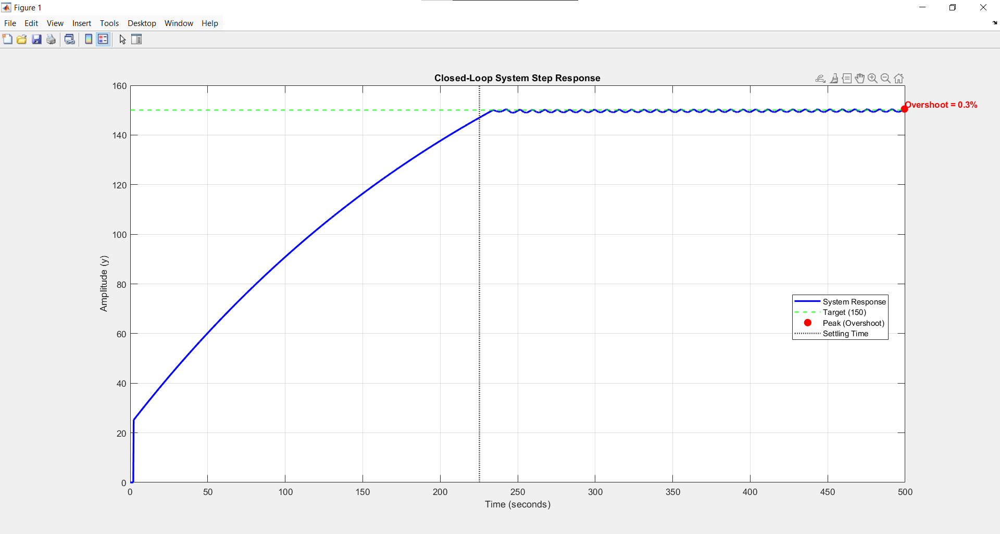 Figure 1
File Edit View Insert Tools Desktop Window Help
Closed-Loop System Step Response
160
140
120
100
80
60
40
20
0
Amplitude (y)
Overshoot = 0.3%
System Response
Target (150)
Peak (Overshoot)
Settling Time
0 50 100 150 200 250 300 350 400 450 500
Time (seconds)